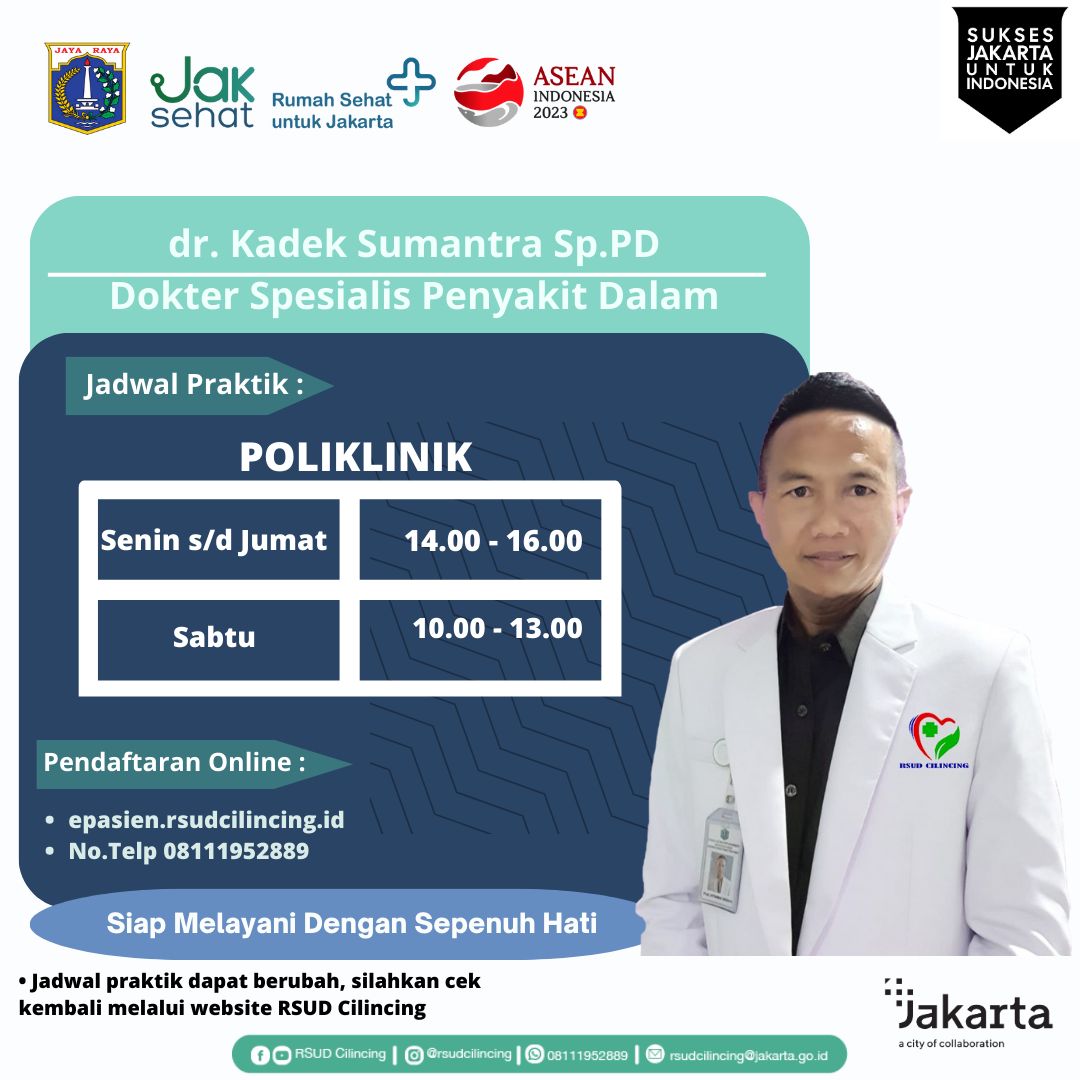 JAYA RAYA
Jak
sehat
Rumah Sehat
untuk Jakarta
ASEAN
INDONESIA
2023
SUKSES
JAKARTA
UNTUK
INDONESIA
dr. Kadek Sumantra Sp.PD
Dokter Spesialis Penyakit Dalam
Jadwal Praktik :
POLIKLINIK
Senin s/d Jumat 14.00 - 16.00
Sabtu 10.00 - 13.00
RSUD CILINCING
Pendaftaran Online :
• epasien.rsudcilincing.id
• No.Telp 08111952889
Siap Melayani Dengan Sepenuh Hati
• Jadwal praktik dapat berubah, silahkan cek
kembali melalui website RSUD Cilincing
Jakarta
a city of collaboration
RSUD Cilincing | @rsudcilincing | 08111952889 | rsudcilincing@jakarta.go.id